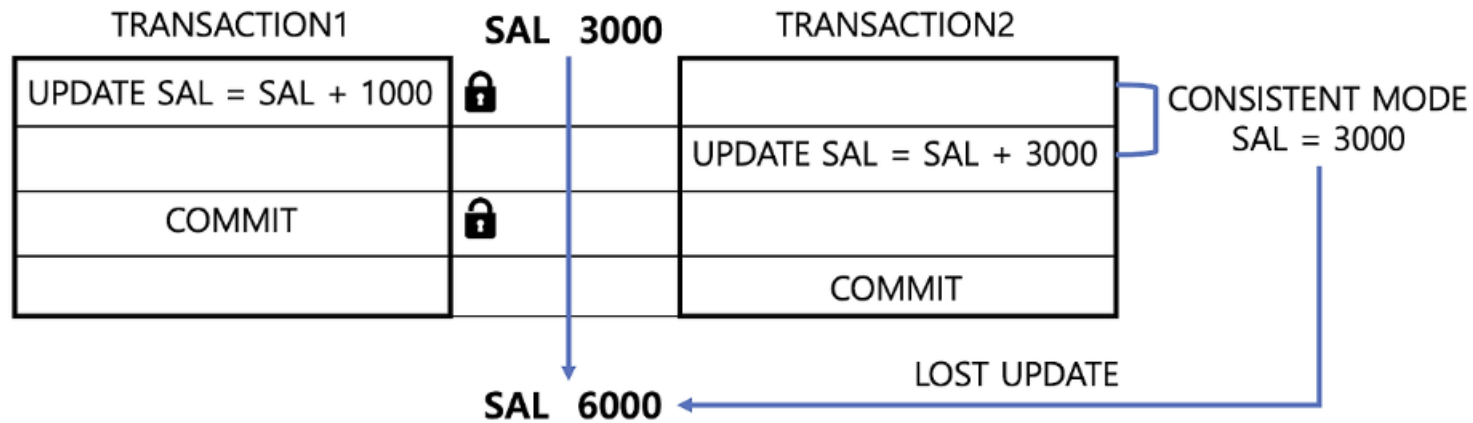 TRANSACTION1
SAL 3000
TRANSACTION2
UPDATE SAL = SAL + 1000
CONSISTENT MODE
SAL = 3000
UPDATE SAL = SAL + 3000
COMMIT
COMMIT
LOST UPDATE
SAL 6000